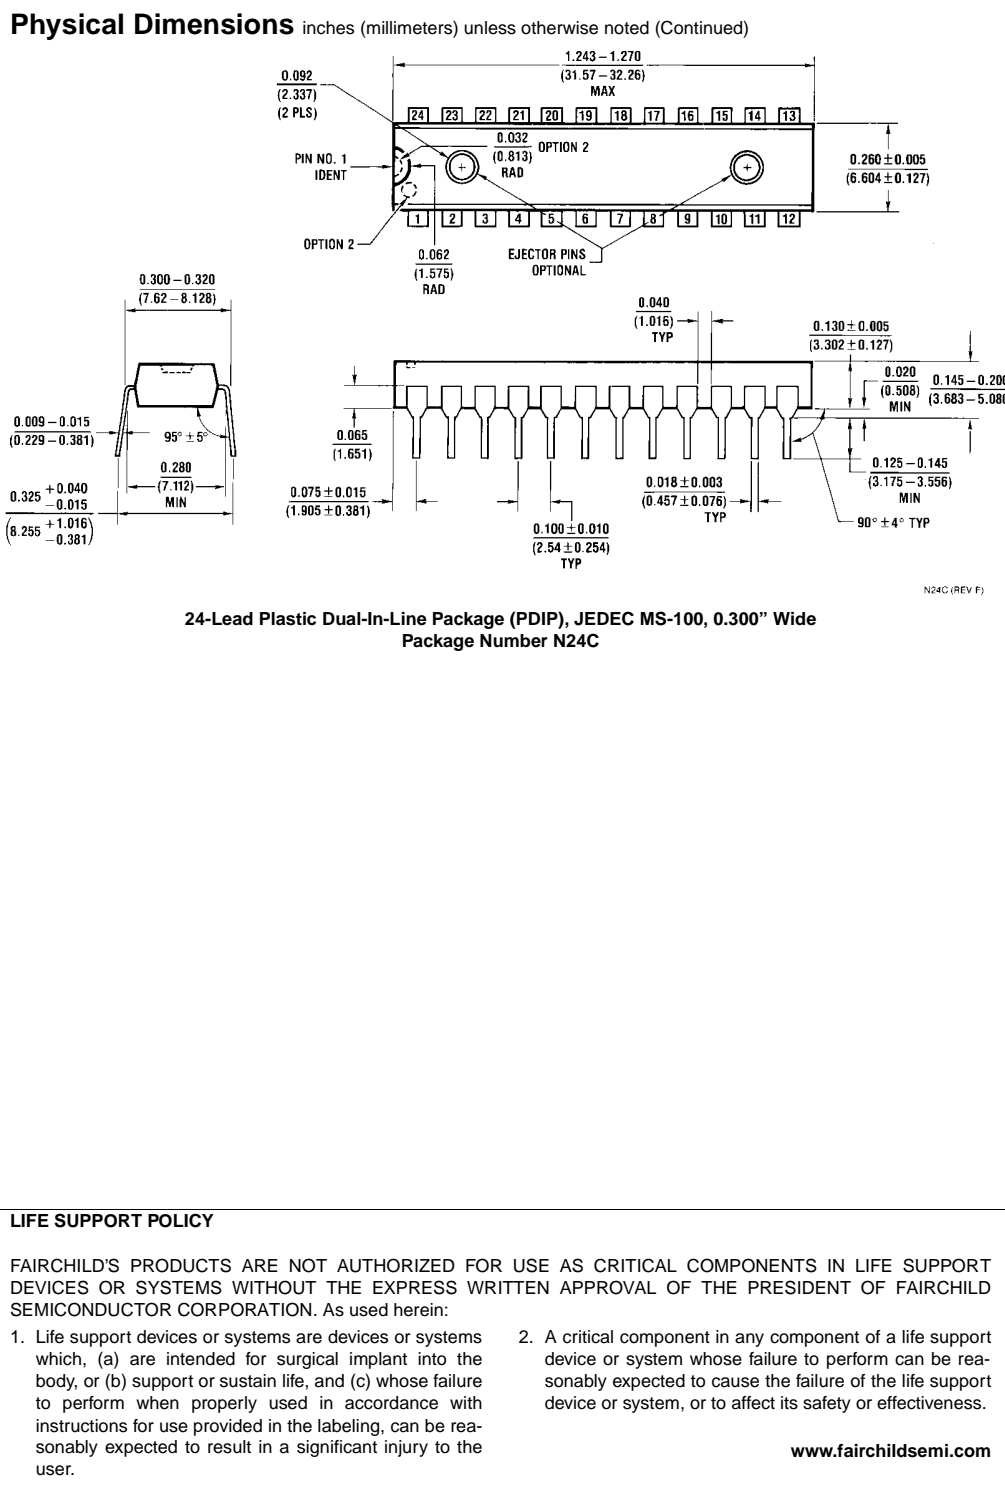 Physical Dimensions inches (millimeters) unless otherwise noted (Continued)
1.243 – 1.270
(31.57 – 32.26)
MAX
0.092
(2.337)
(2 PLS)
24 23 22 21 20 19 18 17 16 15 14 13
0.032
(0.813)
RAD
OPTION 2
PIN NO. 1
IDENT
0.260 ± 0.005
(6.604 ± 0.127)
1 2 3 4 5 6 7 8 9 10 11 12
OPTION 2
0.062
(1.575)
RAD
EJECTOR PINS
OPTIONAL
0.300 – 0.320
(7.62 – 8.128)
0.040
(1.016)
TYP
0.130 ± 0.005
(3.302 ± 0.127)
0.020
(0.508)
MIN
0.145 – 0.200
(3.683 – 5.080
0.009 – 0.015
(0.229 – 0.381)
95° ± 5°
0.065
(1.651)
0.280
(7.112)
MIN
0.325 +0.040
–0.015
(8.255 +1.016)
–0.381
0.075 ± 0.015
(1.905 ± 0.381)
0.100 ± 0.010
(2.54 ± 0.254)
TYP
0.018 ± 0.003
(0.457 ± 0.076)
TYP
0.125 – 0.145
(3.175 – 3.556)
MIN
90° ± 4° TYP
N24C (REV F)
24-Lead Plastic Dual-In-Line Package (PDIP), JEDEC MS-100, 0.300” Wide
Package Number N24C
LIFE SUPPORT POLICY
FAIRCHILD’S PRODUCTS ARE NOT AUTHORIZED FOR USE AS CRITICAL COMPONENTS IN LIFE SUPPORT
DEVICES OR SYSTEMS WITHOUT THE EXPRESS WRITTEN APPROVAL OF THE PRESIDENT OF FAIRCHILD
SEMICONDUCTOR CORPORATION. As used herein:
1. Life support devices or systems are devices or systems
which, (a) are intended for surgical implant into the
body, or (b) support or sustain life, and (c) whose failure
to perform when properly used in accordance with
instructions for use provided in the labeling, can be rea-
sonably expected to result in a significant injury to the
user.
2. A critical component in any component of a life support
device or system whose failure to perform can be rea-
sonably expected to cause the failure of the life support
device or system, or to affect its safety or effectiveness.
www.fairchildsemi.com